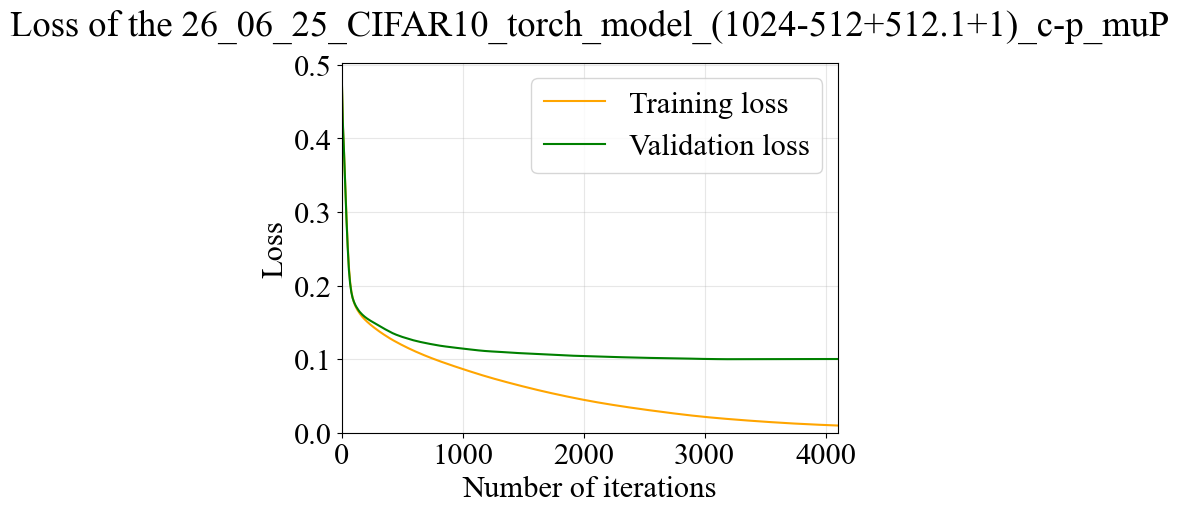 Loss of the 26_06_25_CIFAR10_torch_model_(1024-512+512.1+1)_c-p_muP
Training loss
Validation loss
Loss
0.5
0.4
0.3
0.2
0.1
0.0
0 1000 2000 3000 4000
Number of iterations